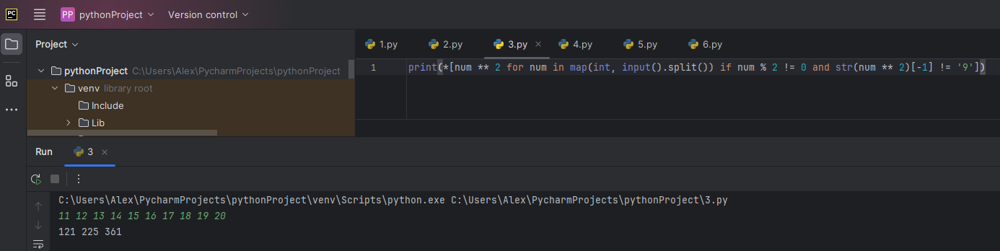 PC PP pythonProject Version control
Project
1.py 2.py 3.py 4.py 5.py 6.py
pythonProject C:\Users\Alex\PycharmProjects\pythonProject
venv library root
Include
Lib
1 print(*[num ** 2 for num in map(int, input().split()) if num % 2 != 0 and str(num ** 2)[-1] != '9'])
Run 3
C:\Users\Alex\PycharmProjects\pythonProject\venv\Scripts\python.exe C:\Users\Alex\PycharmProjects\pythonProject\3.py
11 12 13 14 15 16 17 18 19 20
121 225 361